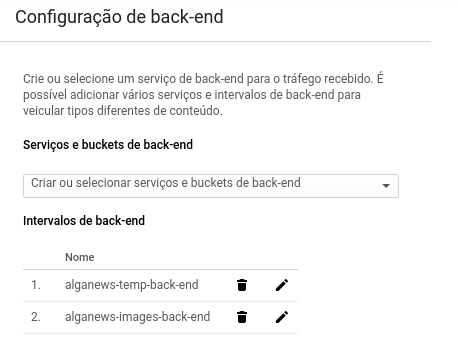 Configuração de back-end
Crie ou selecione um serviço de back-end para o tráfego recebido. É
possível adicionar vários serviços e intervalos de back-end para
veicular tipos diferentes de conteúdo.
Serviços e buckets de back-end
Criar ou selecionar serviços e buckets de back-end
Intervalos de back-end
Nome
1. alganews-temp-back-end
2. alganews-images-back-end